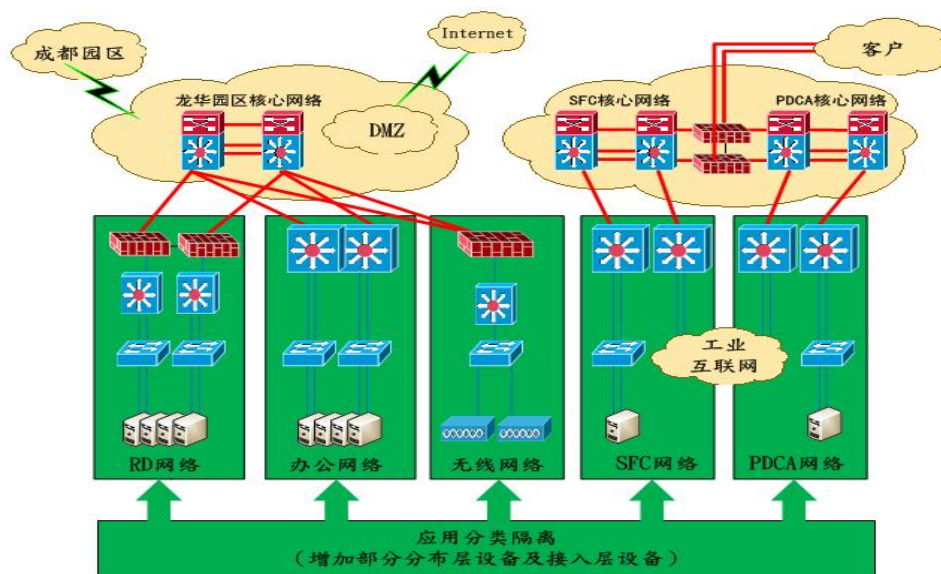 成都园区
Internet
客户
龙华园区核心网络
DMZ
SFC核心网络
PDCA核心网络
工业
互联网
RD网络
办公网络
无线网络
SFC网络
PDCA网络
应用分类隔离
（增加部分分布层设备及接入层设备）